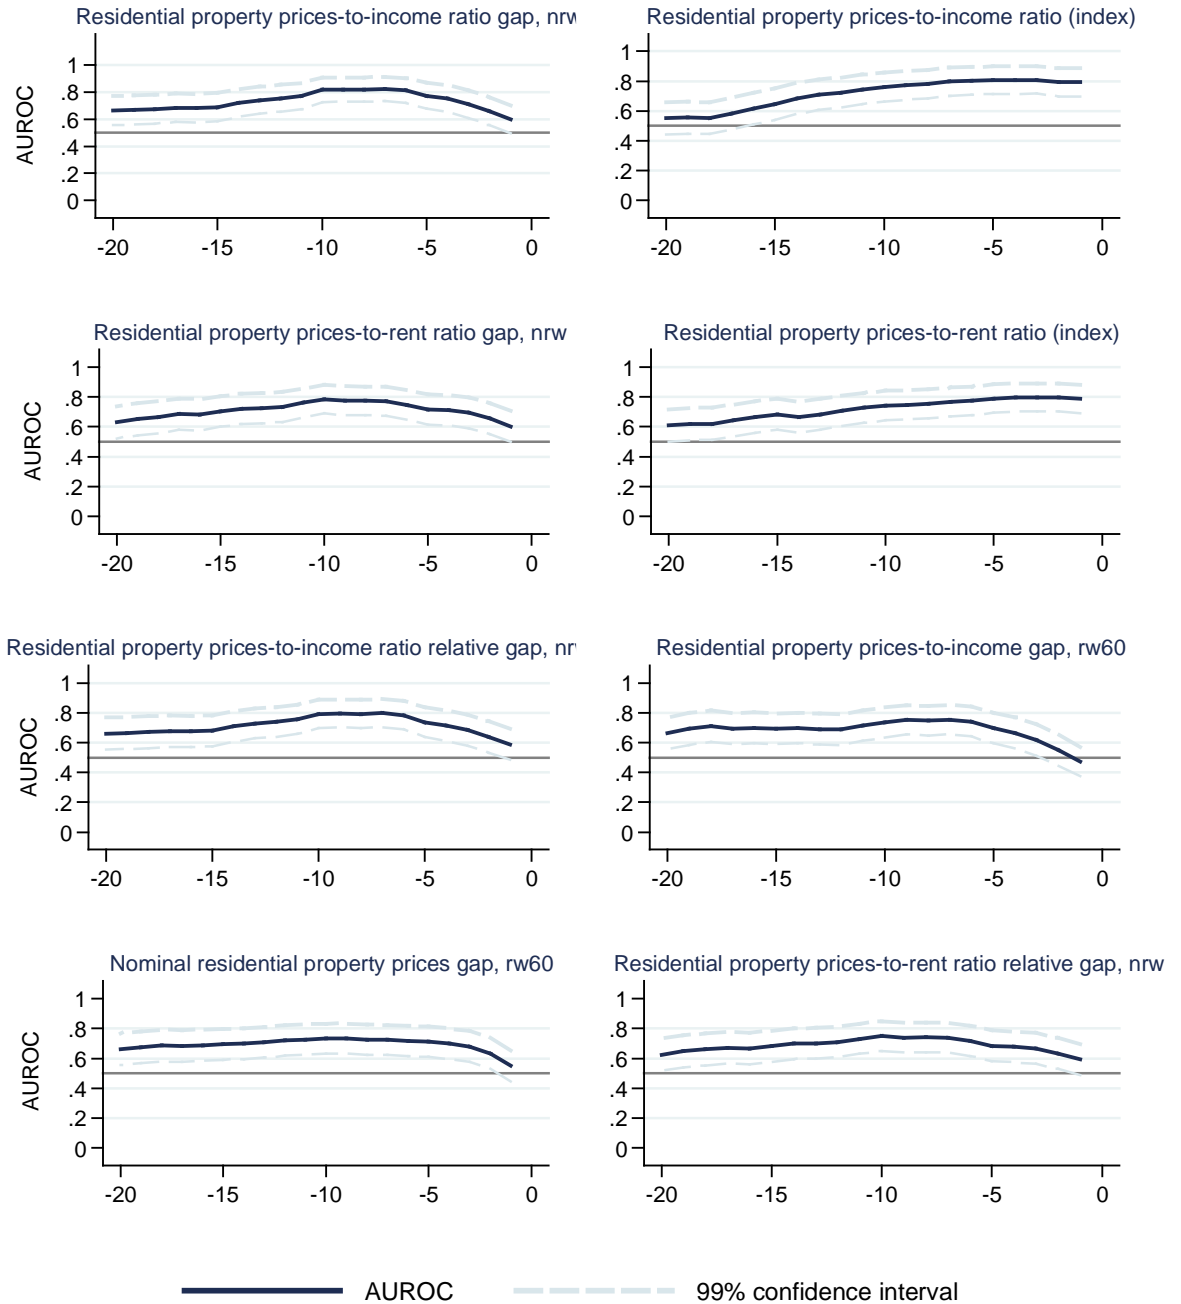 Residential property prices-to-income ratio gap, nrw
Residential property prices-to-income ratio (index)
AUROC
1
.8
.6
.4
.2
0
-20 -15 -10 -5 0
1
.8
.6
.4
.2
0
-20 -15 -10 -5 0
Residential property prices-to-rent ratio gap, nrw
Residential property prices-to-rent ratio (index)
AUROC
1
.8
.6
.4
.2
0
-20 -15 -10 -5 0
1
.8
.6
.4
.2
0
-20 -15 -10 -5 0
Residential property prices-to-income ratio relative gap, nr
Residential property prices-to-income gap, rw60
AUROC
1
.8
.6
.4
.2
0
-20 -15 -10 -5 0
1
.8
.6
.4
.2
0
-20 -15 -10 -5 0
Nominal residential property prices gap, rw60
Residential property prices-to-rent ratio relative gap, nrw
AUROC
1
.8
.6
.4
.2
0
-20 -15 -10 -5 0
1
.8
.6
.4
.2
0
-20 -15 -10 -5 0
AUROC
99% confidence interval